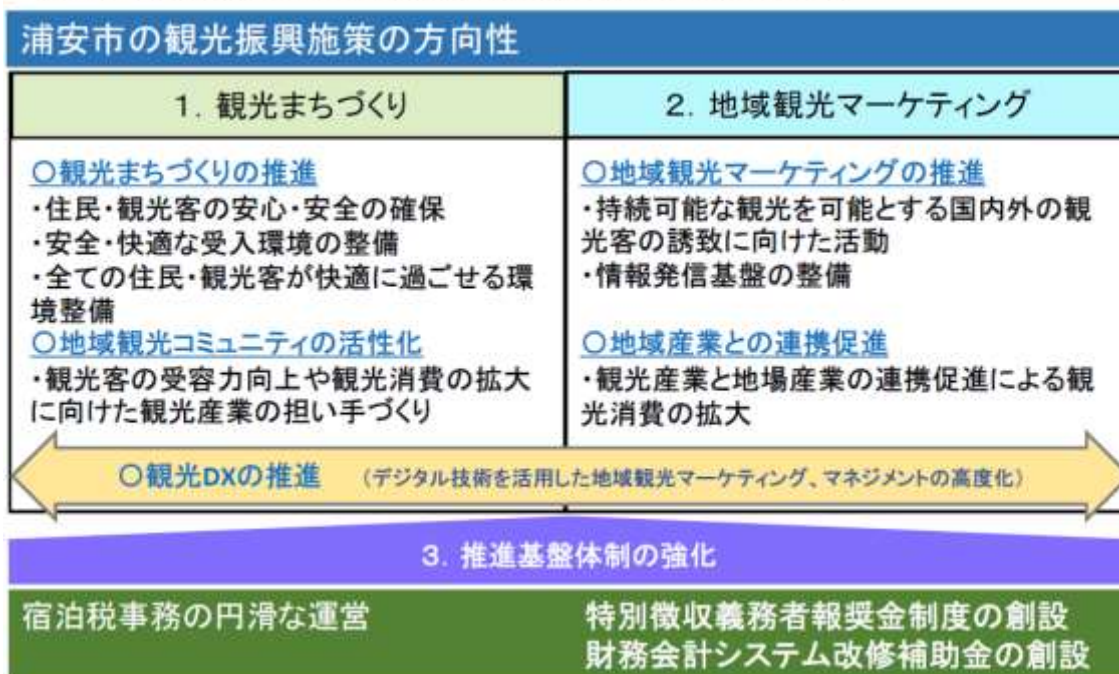 浦安市の観光振興施策の方向性
1. 観光まちづくり
○観光まちづくりの推進
・住民・観光客の安心・安全の確保
・安全・快適な受入環境の整備
・全ての住民・観光客が快適に過ごせる環
境整備
○地域観光コミュニティの活性化
・観光客の受容力向上や観光消費の拡大
に向けた観光産業の担い手づくり
2. 地域観光マーケティング
○地域観光マーケティングの推進
・持続可能な観光を可能とする国内外の観
光客の誘致に向けた活動
・情報発信基盤の整備
○地域産業との連携促進
・観光産業と地場産業の連携促進による観
光消費の拡大
○観光DXの推進 (デジタル技術を活用した地域観光マーケティング、マネジメントの高度化)
3. 推進基盤体制の強化
宿泊税事務の円滑な運営
特別徴収義務者報奨金制度の創設
財務会計システム改修補助金の創設